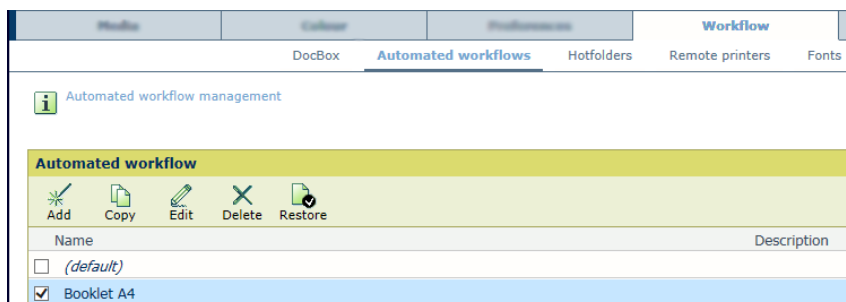 Workflow
DocBox Automated workflows Hotfolders Remote printers Fonts
Automated workflow management
Automated workflow
Add Copy Edit Delete Restore
Name Description
(default)
Booklet A4